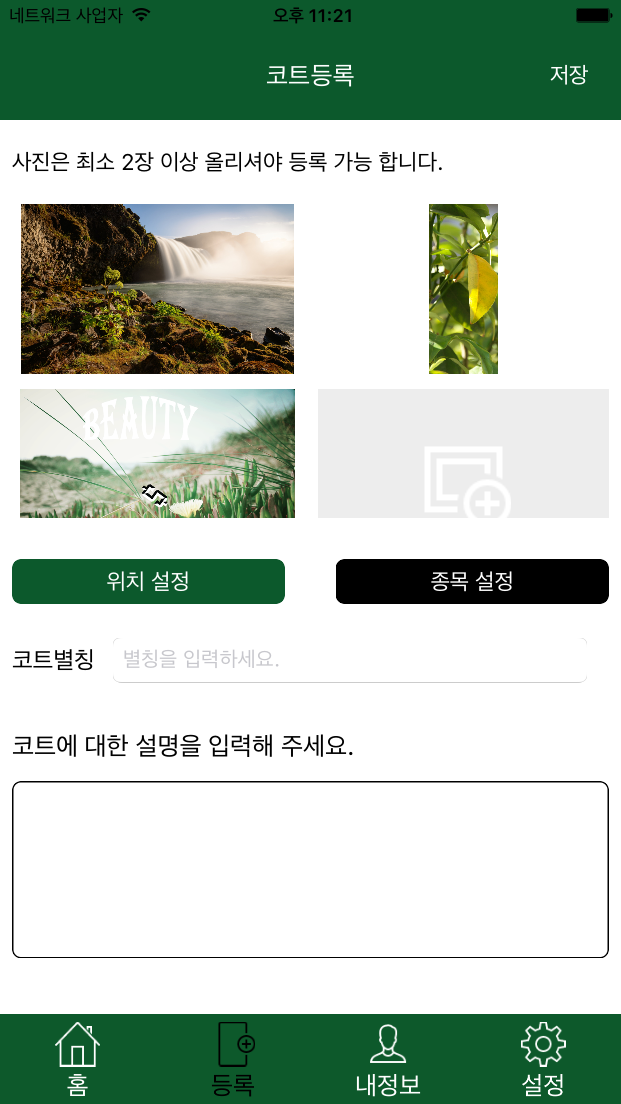 네트워크 사업자 오후 11:21
코트등록 저장
사진은 최소 2장 이상 올리셔야 등록 가능 합니다.
BEAUTY
위치 설정 종목 설정
코트별칭 별칭을 입력하세요.
코트에 대한 설명을 입력해 주세요.
홈 등록 내정보 설정